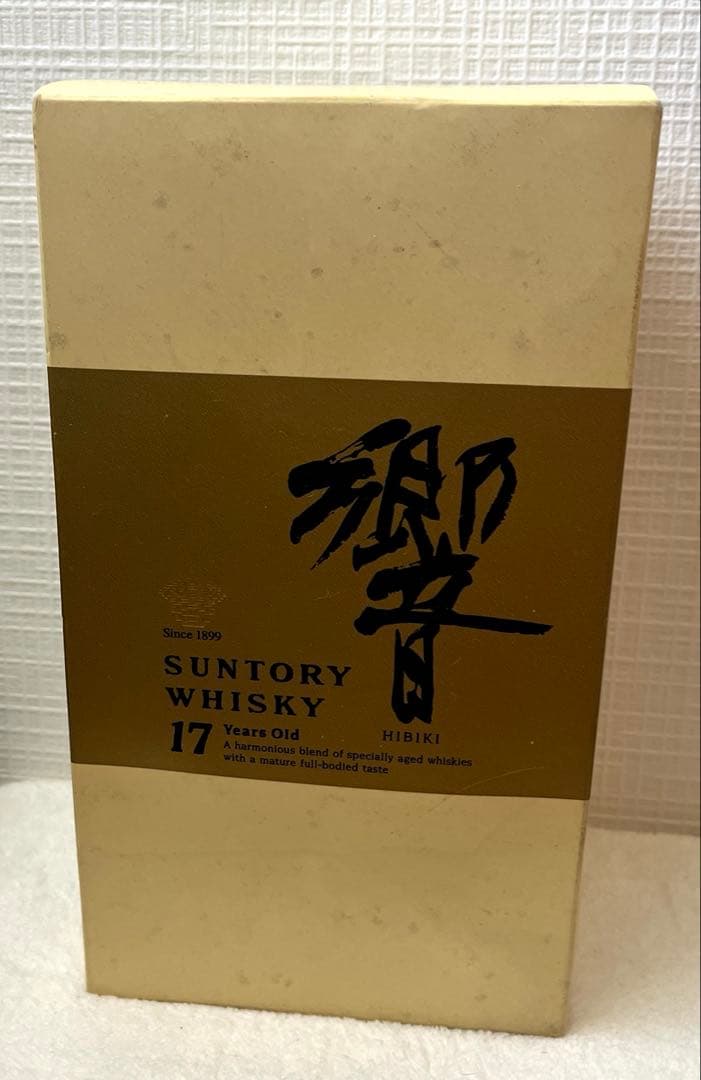 響
Since 1899
SUNTORY
WHISKY
HIBIKI
17 Years Old
A harmonious blend of specially aged whiskies
with a mature full-bodied taste